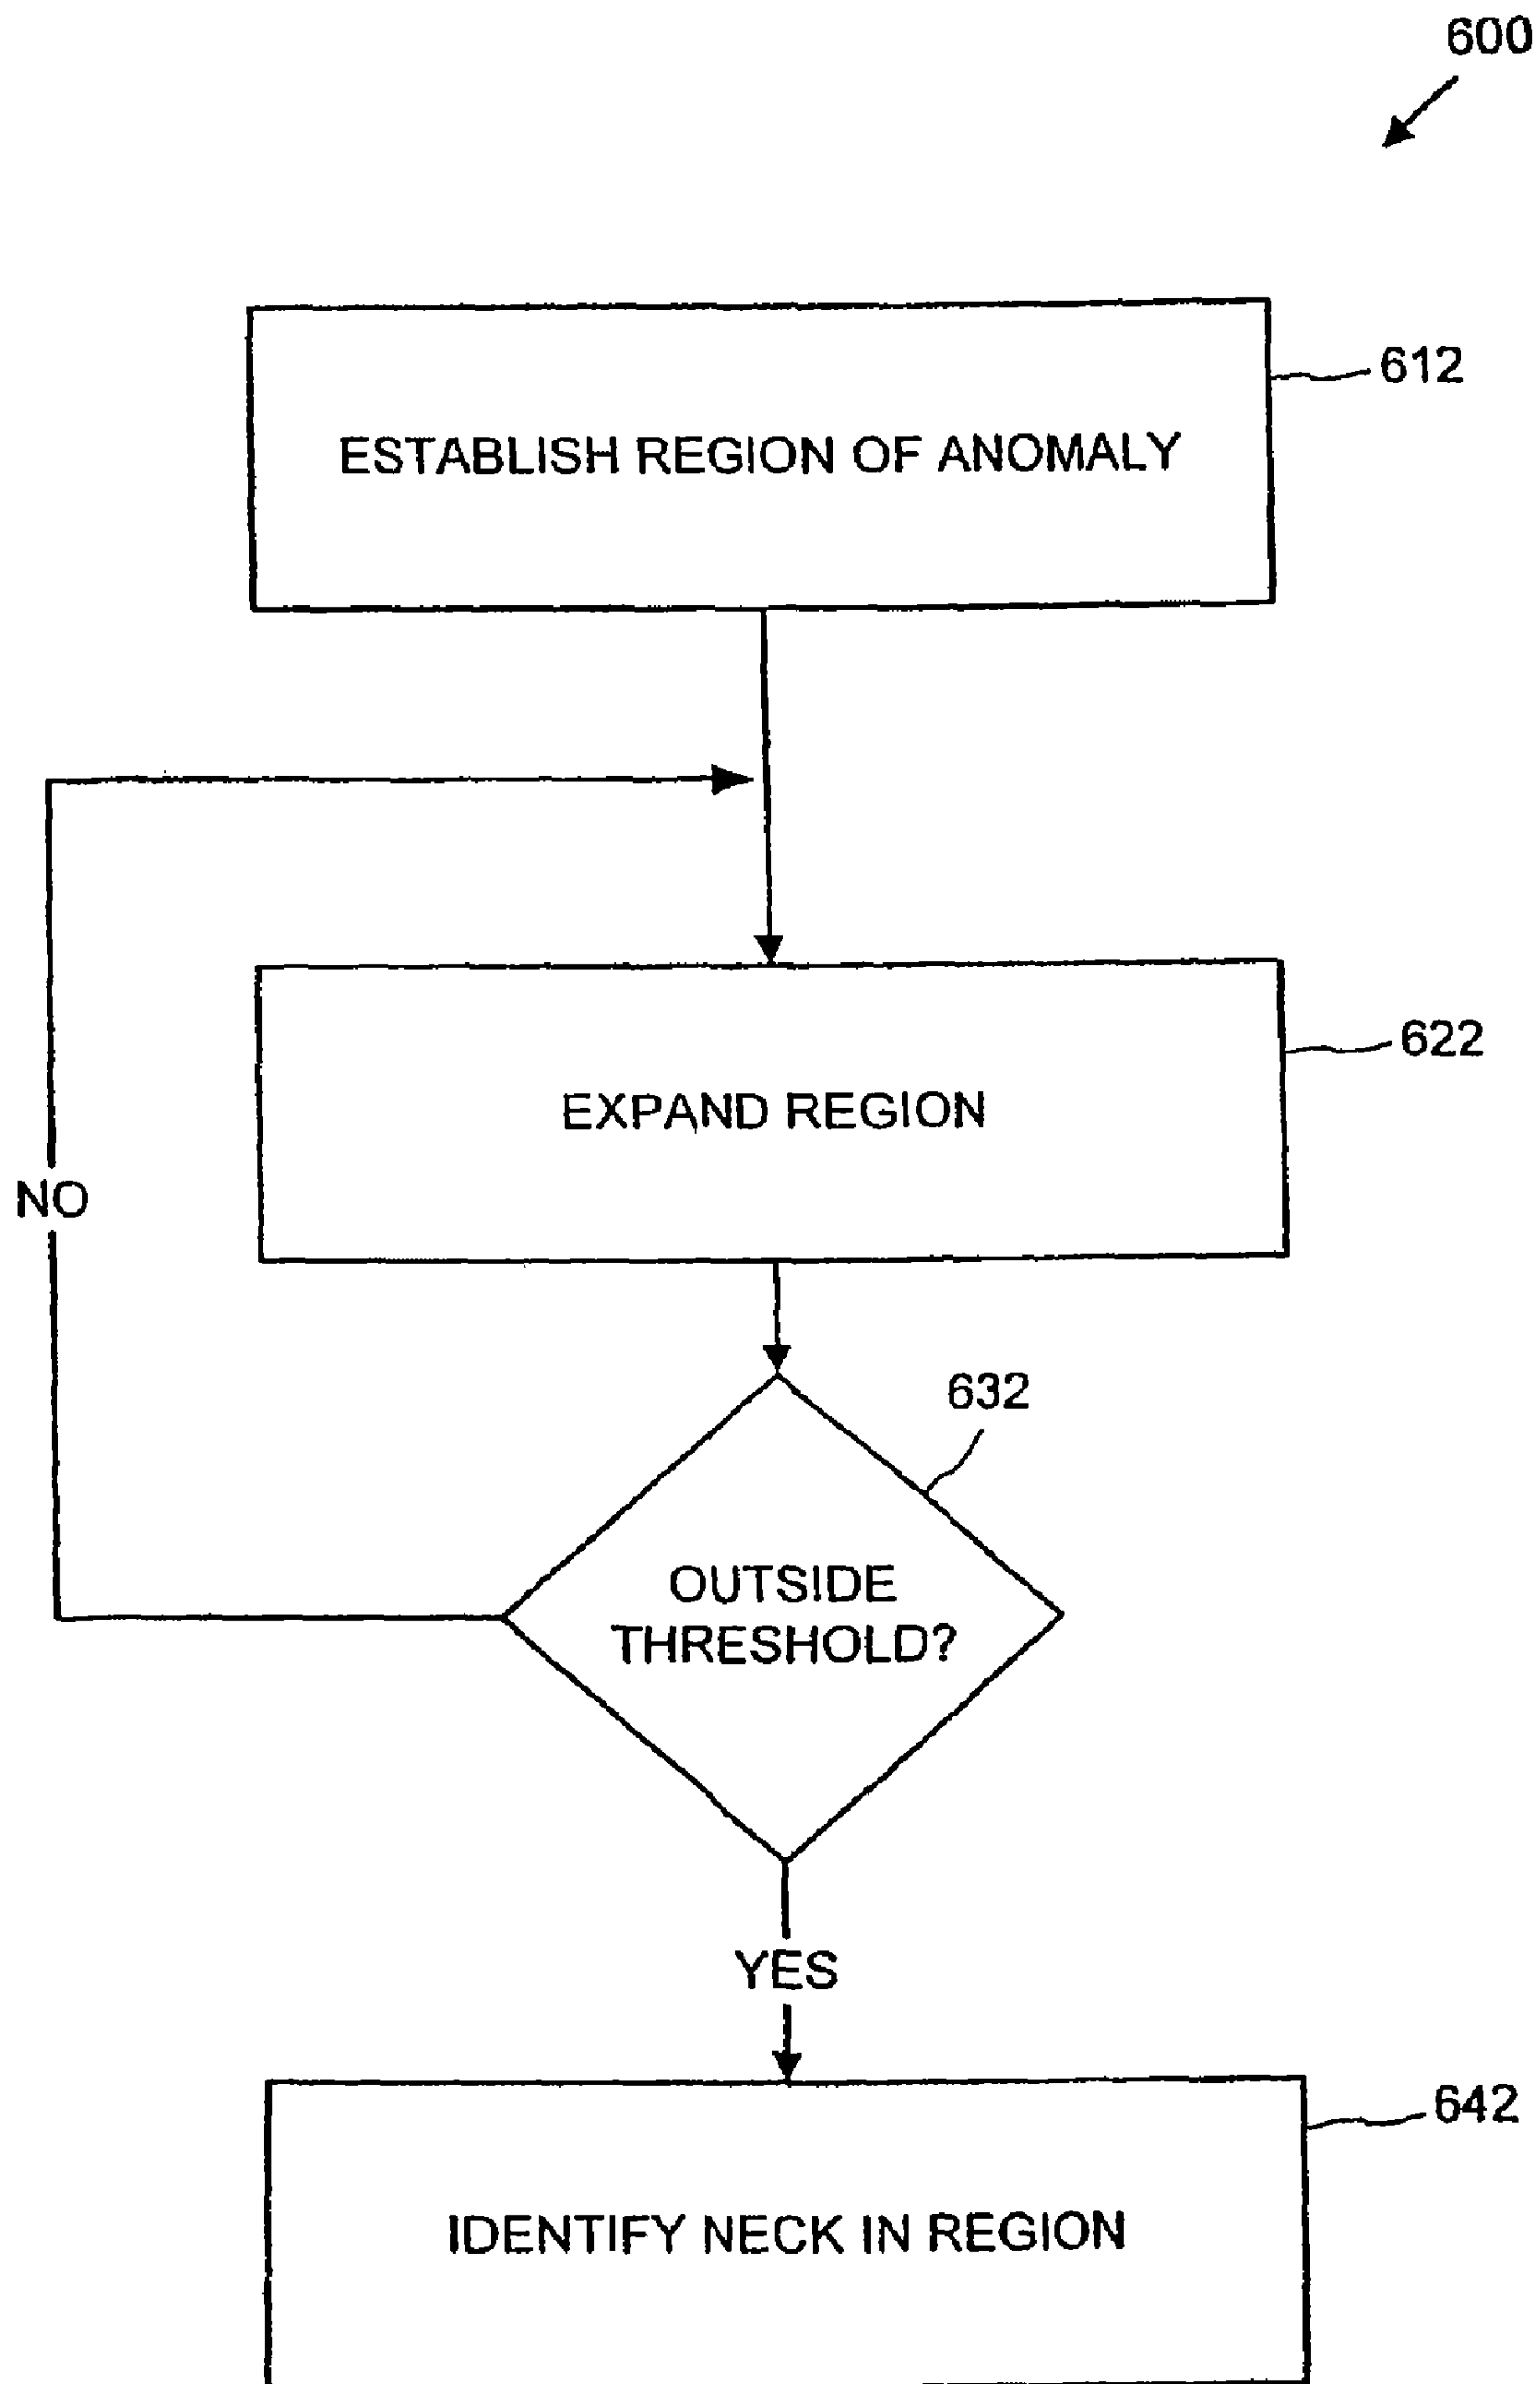 600
612
ESTABLISH REGION OF ANOMALY
622
EXPAND REGION
NO
632
OUTSIDE
THRESHOLD?
YES
642
IDENTIFY NECK IN REGION